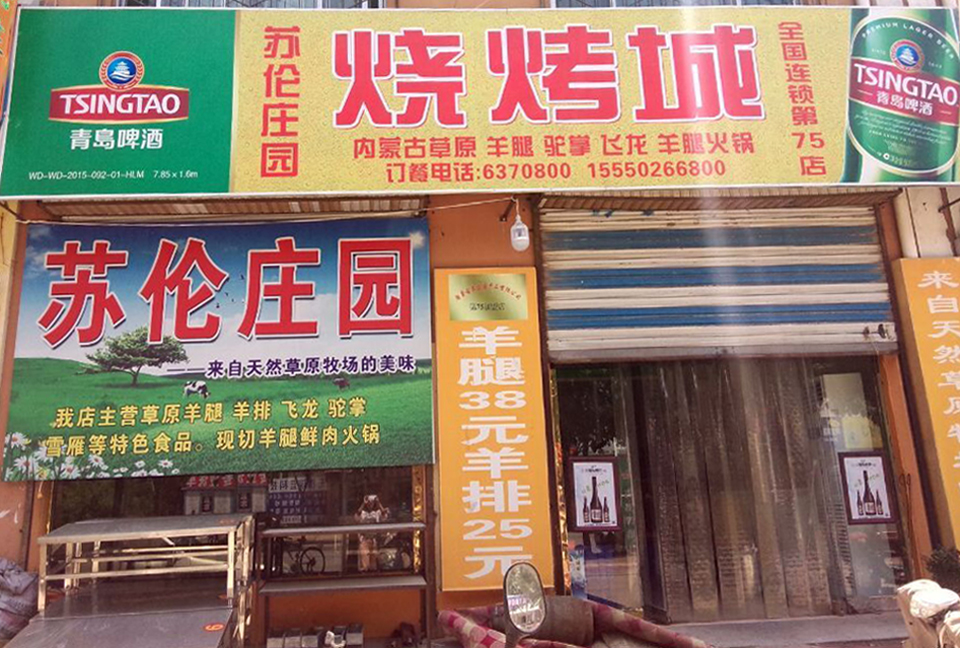 TSINGTAO
青岛啤酒
WD-WD-2015-092-01-HLM 7.85×1.6m
苏伦庄园
烧烤城
内蒙古草原 羊腿 驼掌 飞龙 羊腿火锅
订餐电话:6370800 15550266800
全国连锁第75店
PREMIUM LAGER BEER
TSINGTAO
青岛啤酒
苏伦庄园
——来自天然草原牧场的美味
我店主营草原羊腿 羊排 飞龙 驼掌
雪雁等特色食品。现切羊腿鲜肉火锅
羊腿38元羊排25元
来自天然草原牧